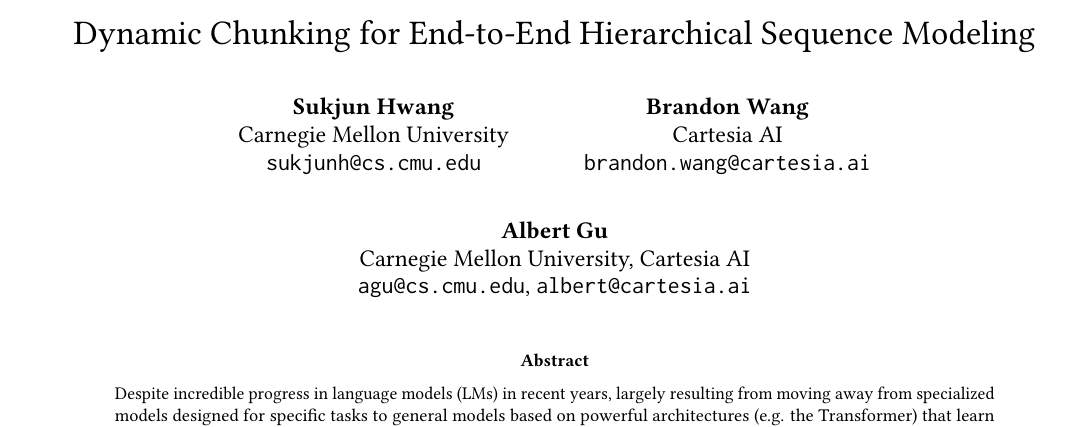 Dynamic Chunking for End-to-End Hierarchical Sequence Modeling
Sukjun Hwang
Carnegie Mellon University
sukjunh@cs.cmu.edu
Brandon Wang
Cartesia AI
brandon.wang@cartesia.ai
Albert Gu
Carnegie Mellon University, Cartesia AI
agu@cs.cmu.edu, albert@cartesia.ai
Abstract
Despite incredible progress in language models (LMs) in recent years, largely resulting from moving away from specialized
models designed for specific tasks to general models based on powerful architectures (e.g. the Transformer) that learn